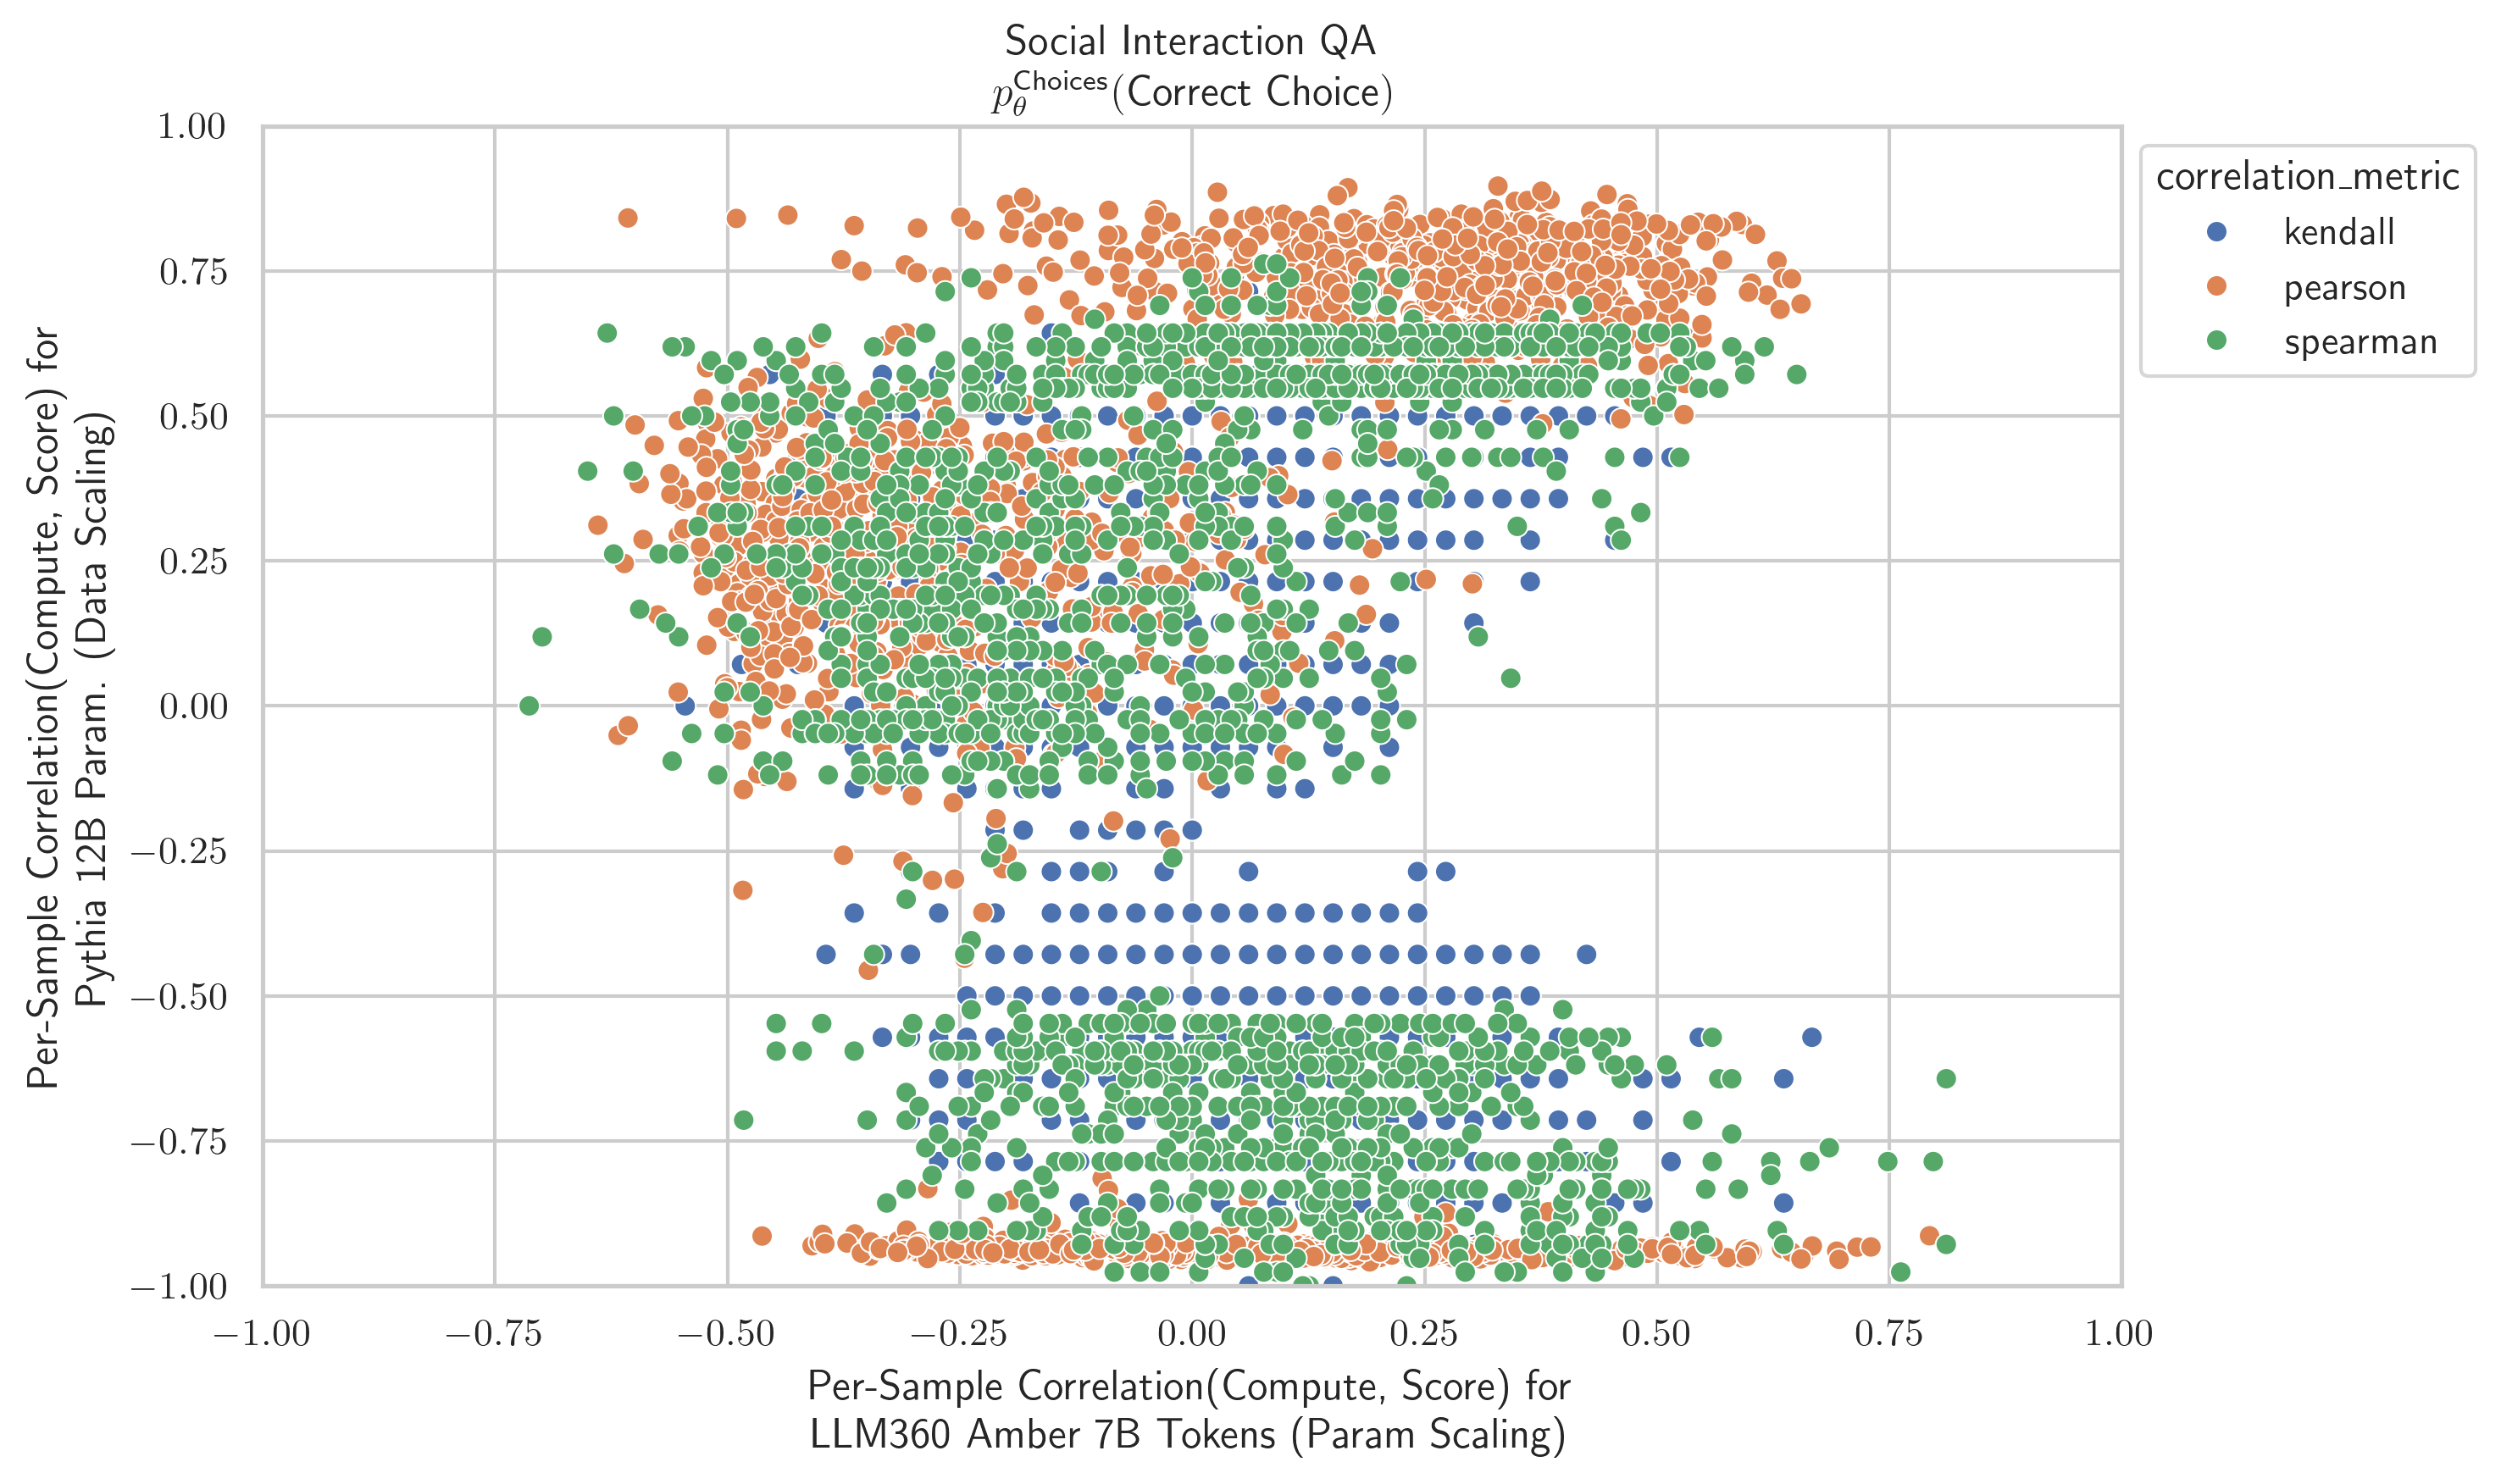 Social Interaction QA
$p_{\theta}^{\text{Choices}}$(Correct Choice)
1.00
0.75
0.50
0.25
0.00
−0.25
−0.50
−0.75
−1.00
Per-Sample Correlation(Compute, Score) for
Pythia 12B Param. (Data Scaling)
−1.00 −0.75 −0.50 −0.25 0.00 0.25 0.50 0.75 1.00
Per-Sample Correlation(Compute, Score) for
LLM360 Amber 7B Tokens (Param Scaling)
correlation_metric
kendall
pearson
spearman